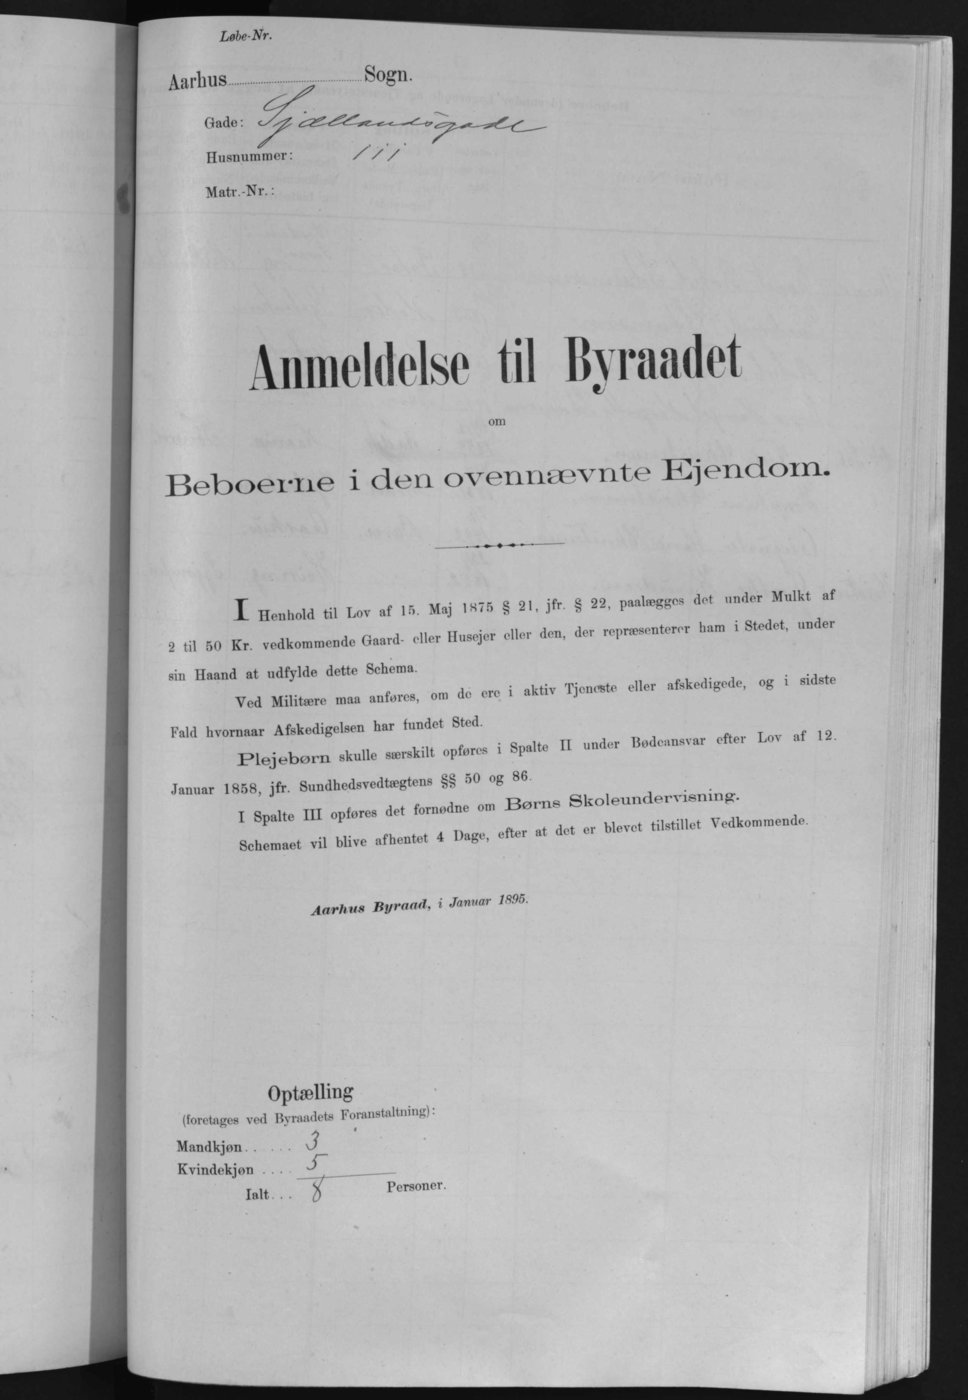 Løbe-Nr.
Aarhus Sogn.
Gade: Sjællandsgade
Husnummer: 111
Matr.-Nr.:
Anmeldelse til Byraadet
om
Beboerne i den ovennævnte Ejendom.
I Henhold til Lov af 15. Maj 1875 § 21, jfr. § 22, paalægges det under Mulkt af
2 til 50 Kr. vedkommende Gaard- eller Husejer eller den, der repræsenterer ham i Stedet, under
sin Haand at udfylde dette Schema.
Ved Militære maa anføres, om de ere i aktiv Tjeneste eller afskedigede, og i sidste
Fald hvornaar Afskedigelsen har fundet Sted.
Plejebørn skulle særskilt opføres i Spalte II under Bødeansvar efter Lov af 12.
Januar 1858, jfr. Sundhedsvedtægtens §§ 50 og 86.
I Spalte III opføres det fornødne om Børns Skoleundervisning.
Schemaet vil blive afhentet 4 Dage, efter at det er blevet tilstillet Vedkommende.
Aarhus Byraad, i Januar 1895.
Optælling
(foretages ved Byraadets Foranstaltning):
Mandkjøn..... 3
Kvindekjøn.... 5
Ialt... 8 Personer.